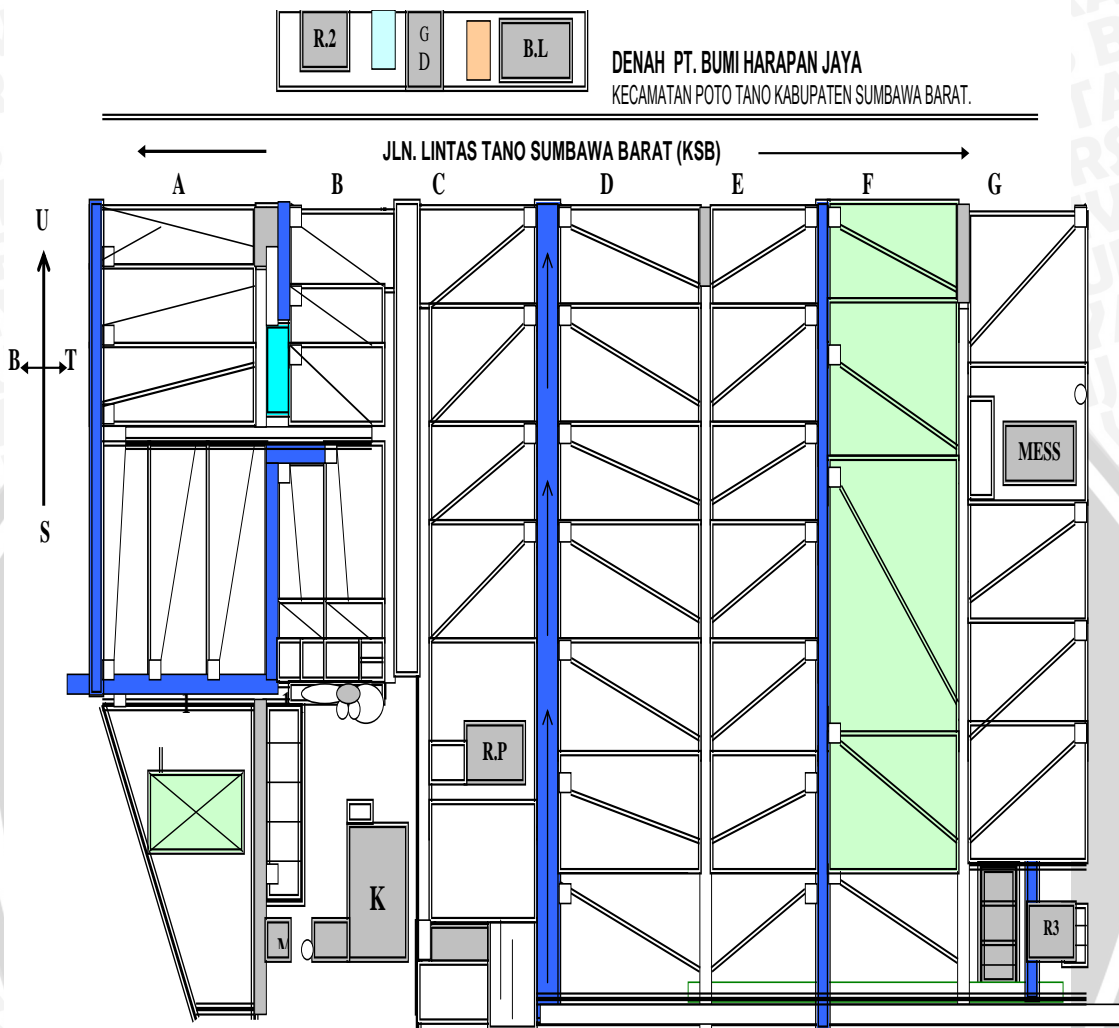 R.2
G
D
B.L
DENAH PT. BUMI HARAPAN JAYA
KECAMATAN POTO TANO KABUPATEN SUMBAWA BARAT.
JLN. LINTAS TANO SUMBAWA BARAT (KSB)
A B C D E F G
U
B T
S
MESS
R.P
K
M
R3